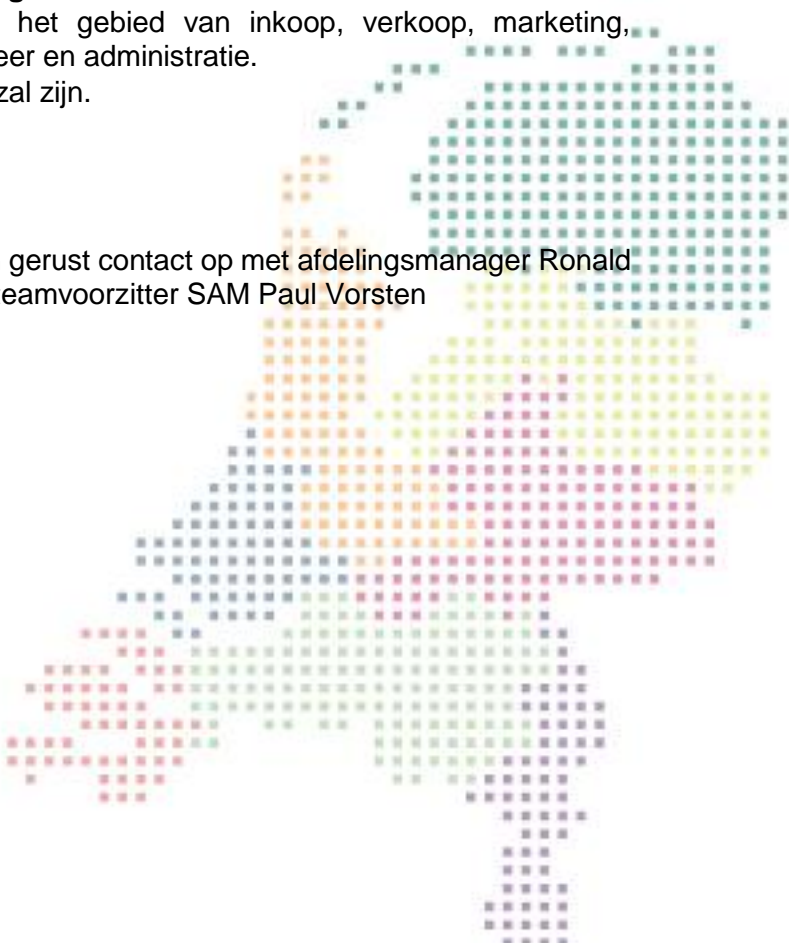 het gebied van inkoop, verkoop, marketing,
eer en administratie.
zal zijn.
gerust contact op met afdelingsmanager Ronald
eamvoorzitter SAM Paul Vorsten